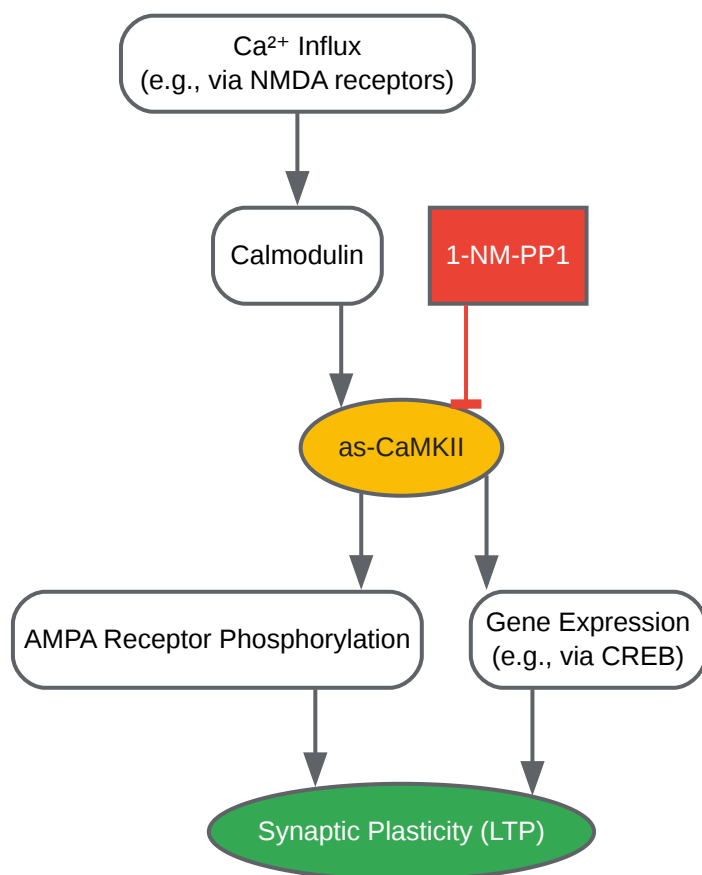 Ca²⁺ Influx
(e.g., via NMDA receptors)
Calmodulin
1-NM-PP1
as-CaMKII
AMPA Receptor Phosphorylation
Gene Expression
(e.g., via CREB)
Synaptic Plasticity (LTP)